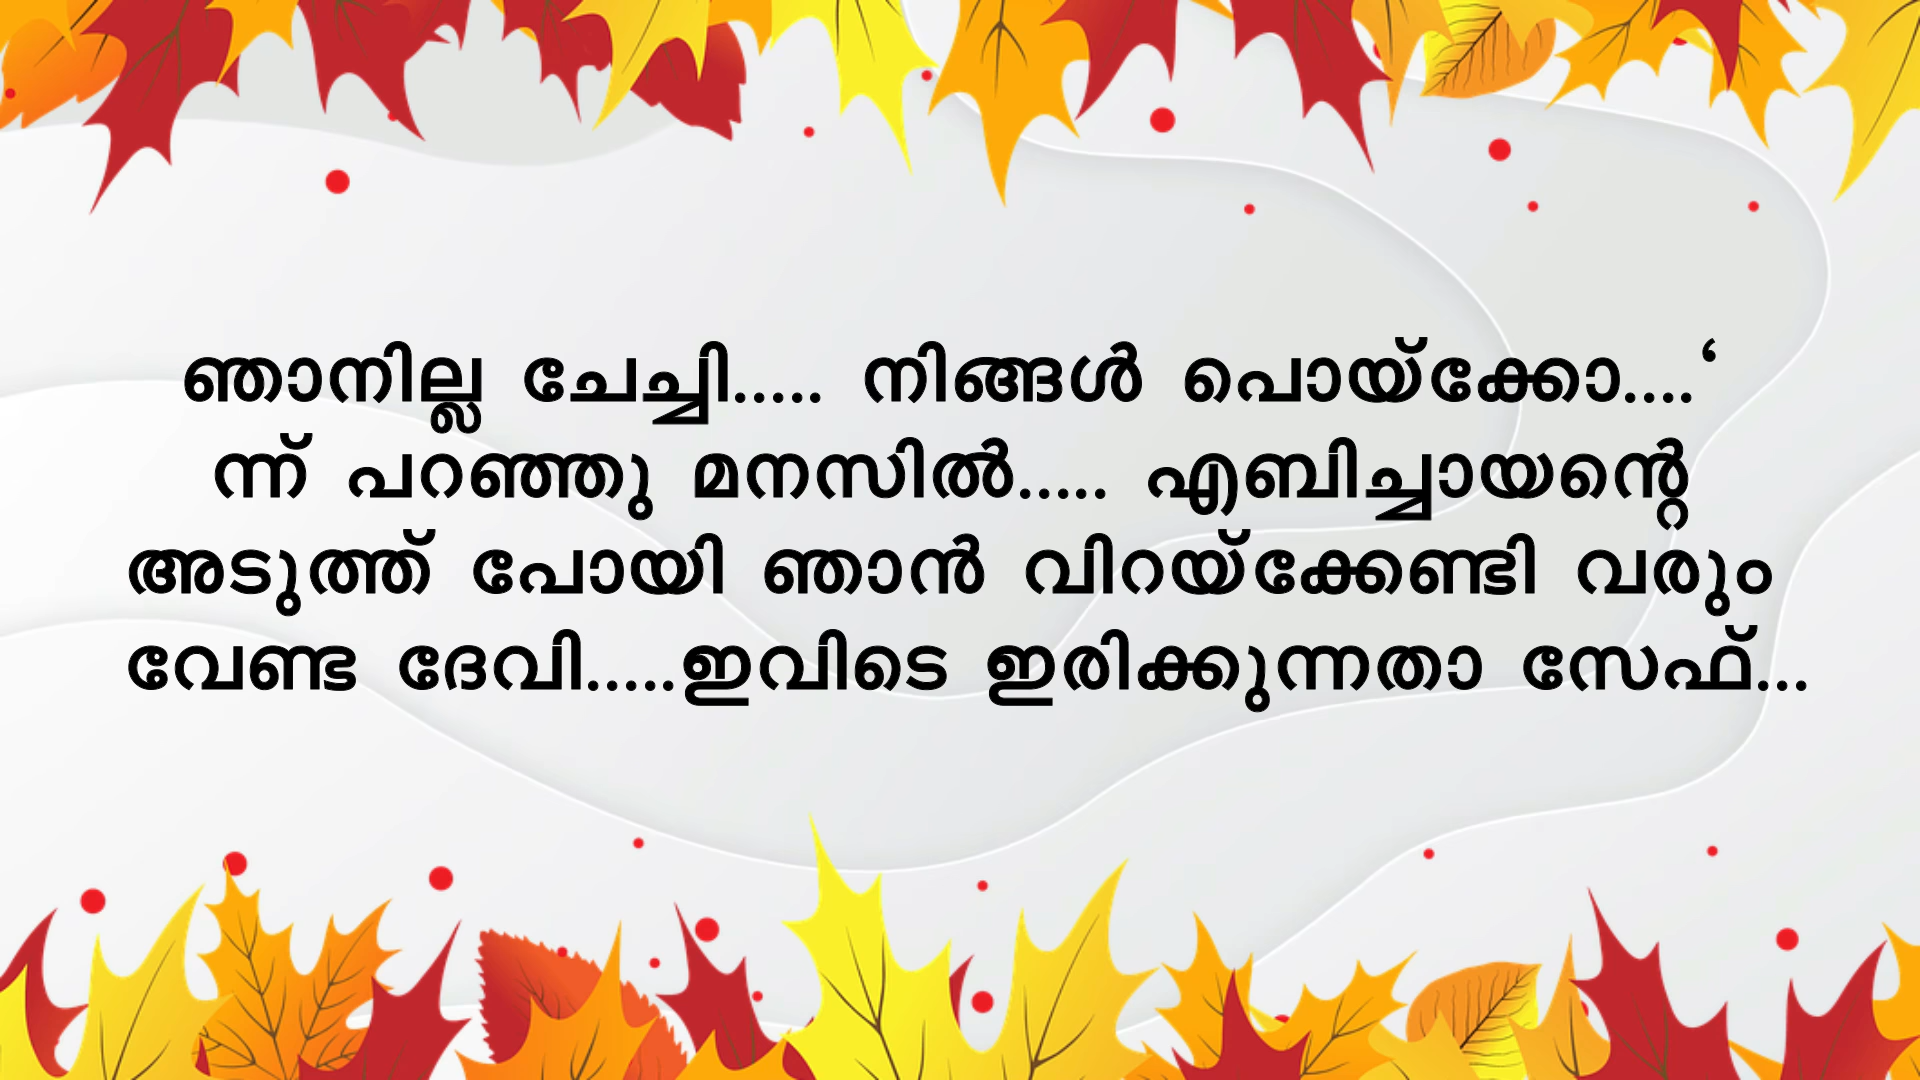 ഞാനില്ല ചേച്ചി..... നിങ്ങൾ പൊയ്ക്കോ....‘
ന്ന് പറഞ്ഞു മനസിൽ..... എബിച്ചായന്റെ
അടുത്ത് പോയി ഞാൻ വിറയ്ക്കേണ്ടി വരും
വേണ്ട ദേവി.....ഇവിടെ ഇരിക്കുന്നതാ സേഫ്...